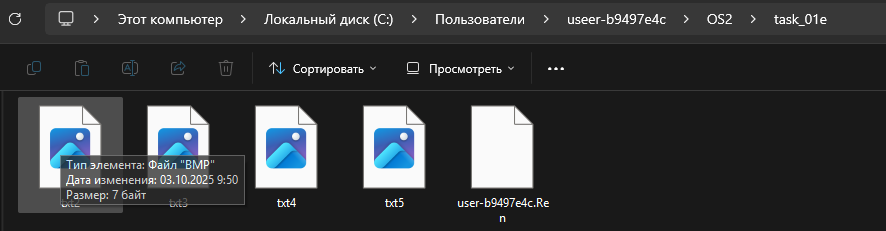 Этот компьютер > Локальный диск (C:) > Пользователи > useer-b9497e4c > OS2 > task_01e
Сортировать Просмотреть ...
Тип элемента: Файл "BMP"
Дата изменения: 03.10.2025 9:50
Размер: 7 байт
txt2 txt3 txt4 txt5 user-b9497e4c.Ren